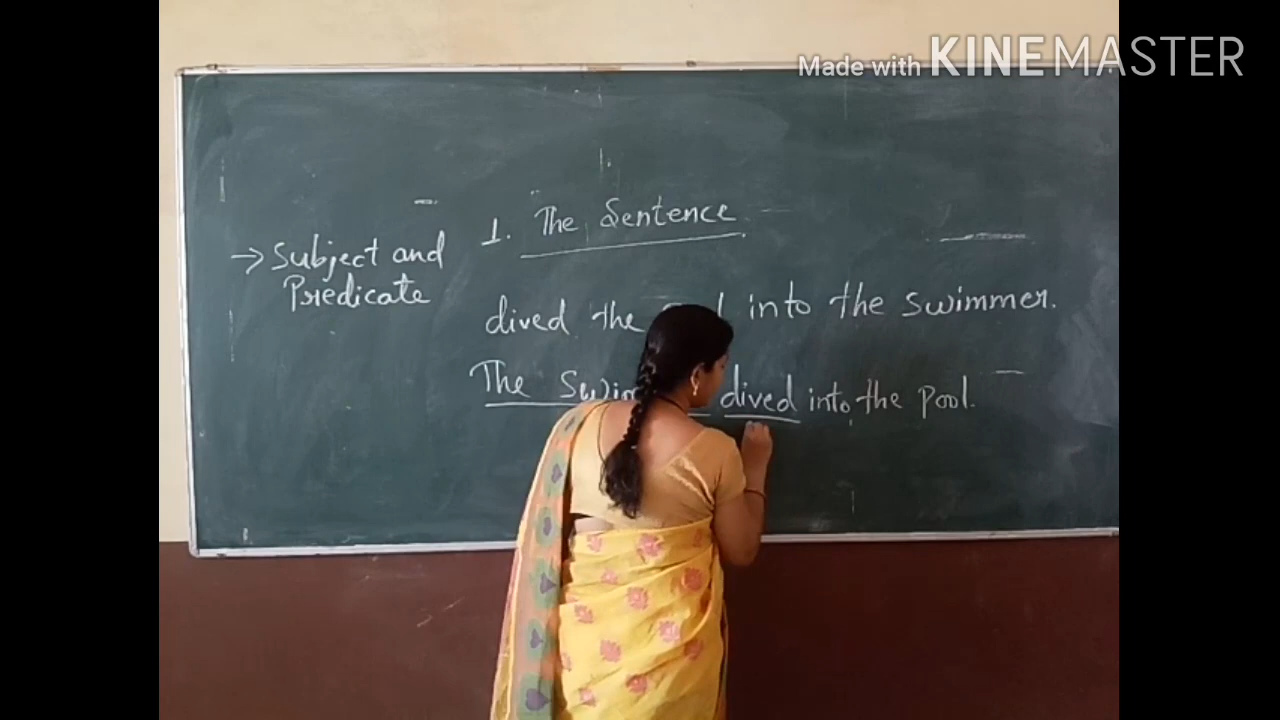 Made with KINEMASTER
1. The Sentence
→ Subject and
Predicate
dived the into the swimmer.
The dived into the pool.